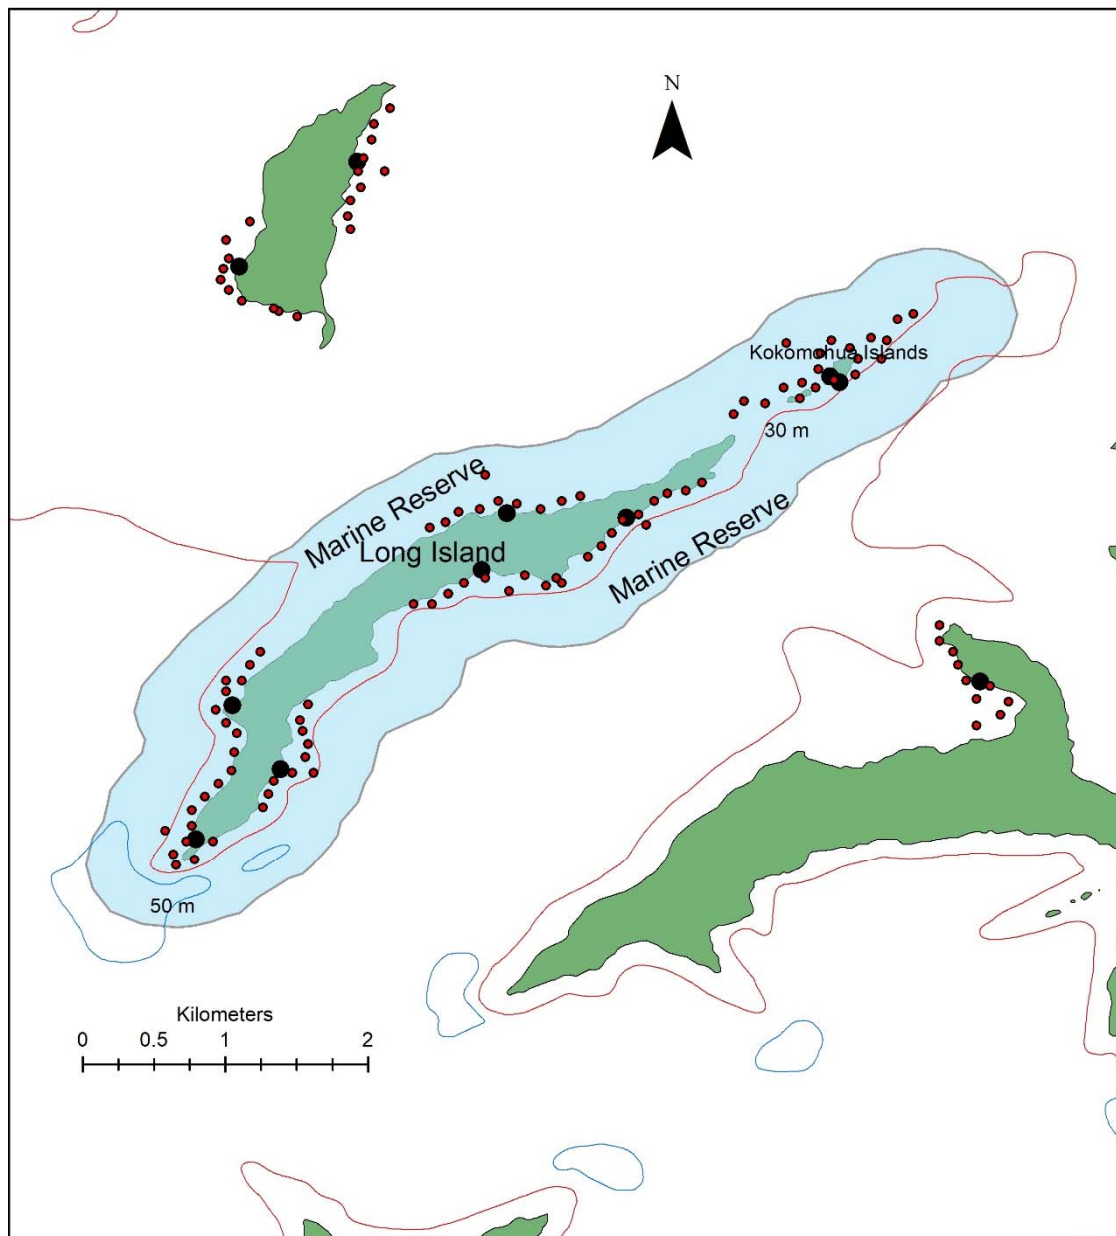 N
Kokomohua Islands
30 m
Marine Reserve
Long Island
Marine Reserve
50 m
Kilometers
0 0.5 1 2